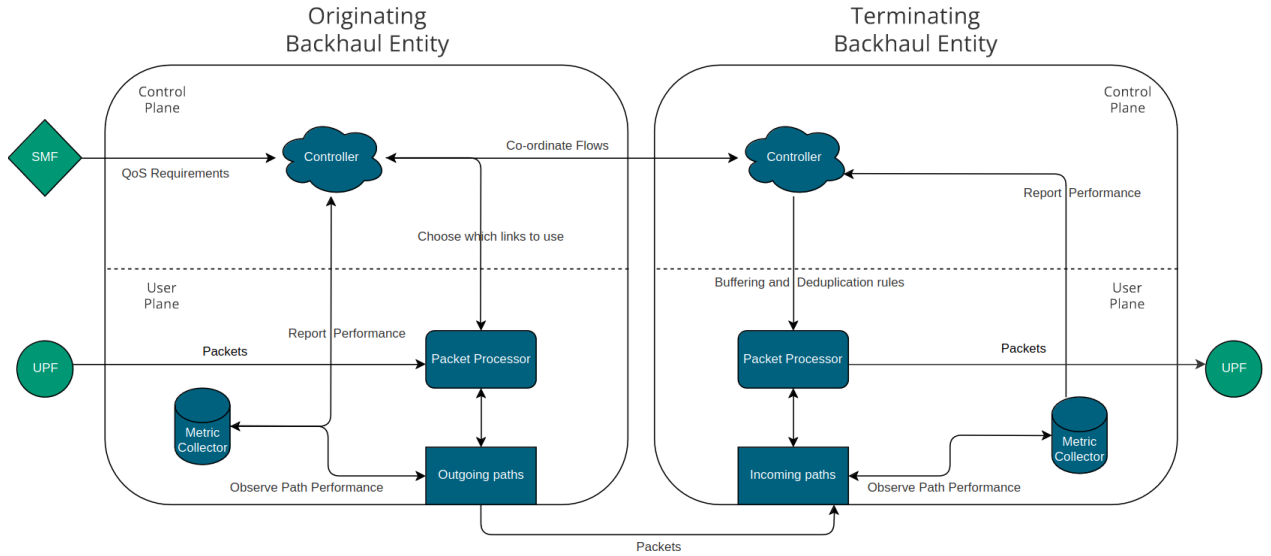 Originating
Backhaul Entity
Terminating
Backhaul Entity
Control
Plane
Control
Plane
SMF
QoS Requirements
Controller
Co-ordinate Flows
Controller
Report Performance
Choose which links to use
User
Plane
Buffering and Deduplication rules
User
Plane
Report Performance
UPF
Packets
Packet Processor
Packet Processor
Packets
UPF
Metric
Collector
Metric
Collector
Observe Path Performance
Outgoing paths
Incoming paths
Observe Path Performance
Packets